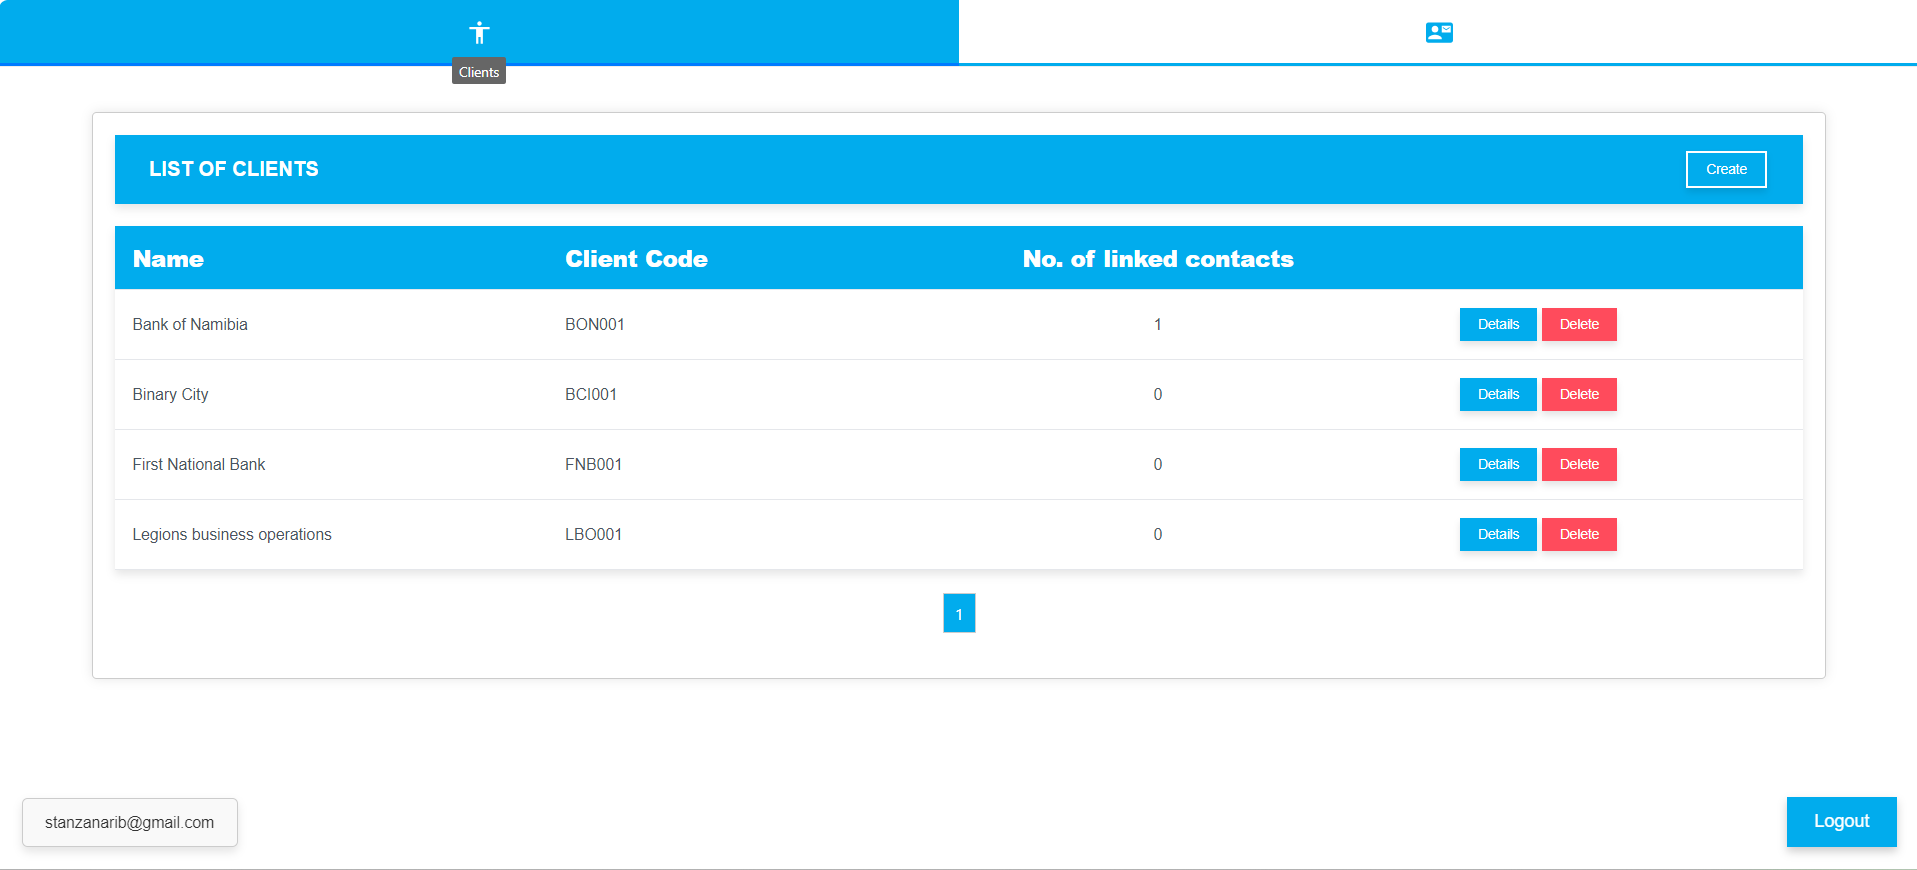 Clients
LIST OF CLIENTS Create
Name Client Code No. of linked contacts
Bank of Namibia BON001 1 Details Delete
Binary City BCI001 0 Details Delete
First National Bank FNB001 0 Details Delete
Legions business operations LBO001 0 Details Delete
1
stanzanarib@gmail.com Logout